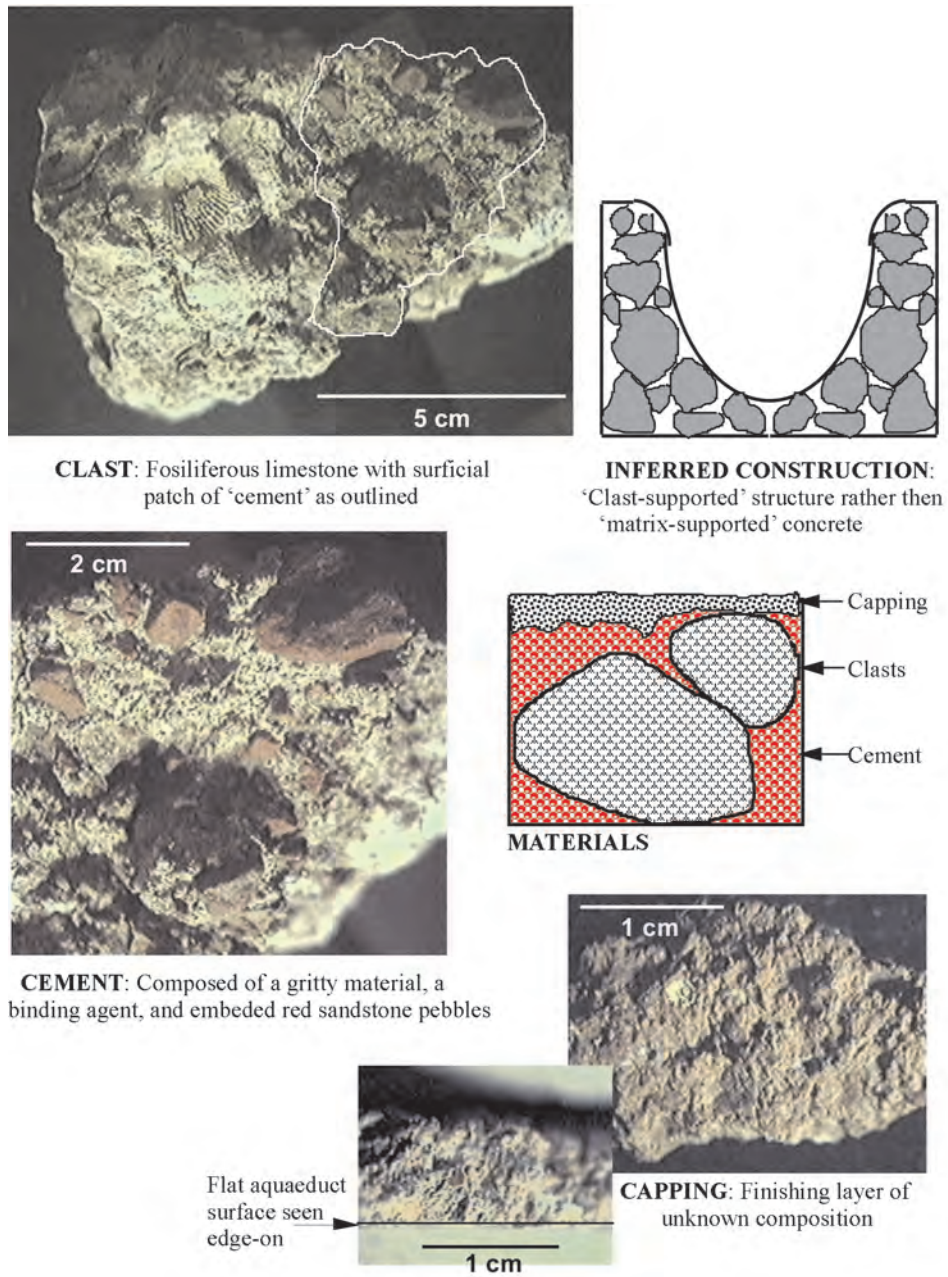 5 cm
CLAST: Fosiliferous limestone with surficial
patch of ‘cement’ as outlined
INFERRED CONSTRUCTION:
‘Clast-supported’ structure rather then
‘matrix-supported’ concrete
2 cm
Capping
Clasts
Cement
MATERIALS
CEMENT: Composed of a gritty material, a
binding agent, and embeded red sandstone pebbles
1 cm
CAPPING: Finishing layer of
unknown composition
Flat aquaeduct
surface seen
edge-on
1 cm